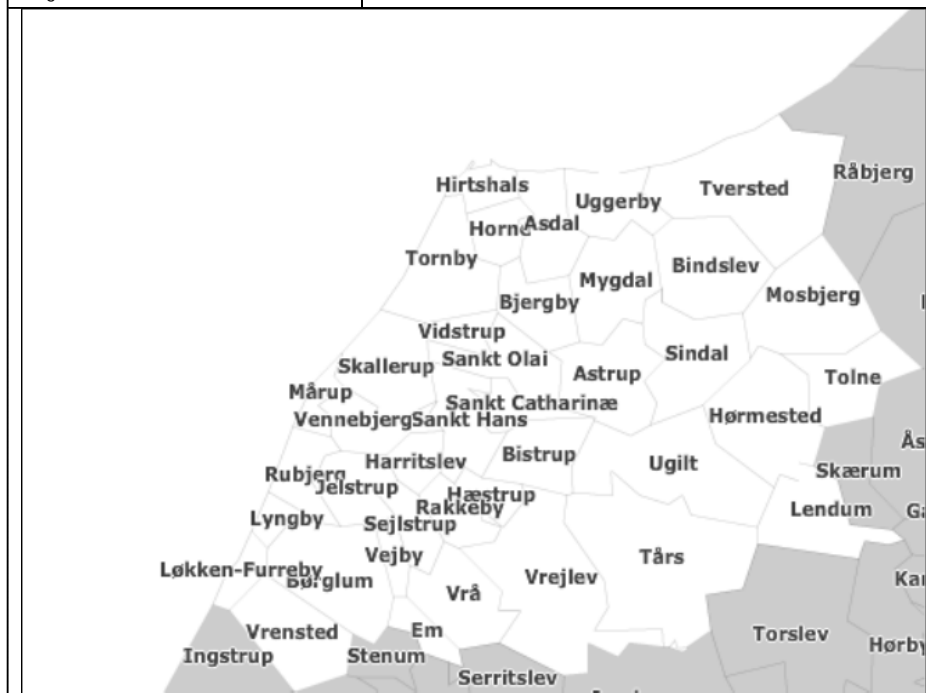 Råbjerg
Hirtshals
Tversted
Uggerby
Asdal
Horne
Tornby
Bindslev
Mygdal
Mosbjerg
Bjergby
Vidstrup
Sankt Olai
Sindal
Skallerup
Astrup
Tolne
Mårup
Sankt Catharinæ
Hørmested
Vennebjerg
Sankt Hans
Bistrup
Harritslev
Ugilt
Skærum
Rubjerg
Jelstrup
Hæstrup
Rakkeby
Lendum
Lyngby
Sejlstrup
Vejby
Tårs
Løkken-Furreby
Børglum
Vrejlev
Vrå
Em
Vrensted
Torslev
Ingstrup
Stenum
Serritslev